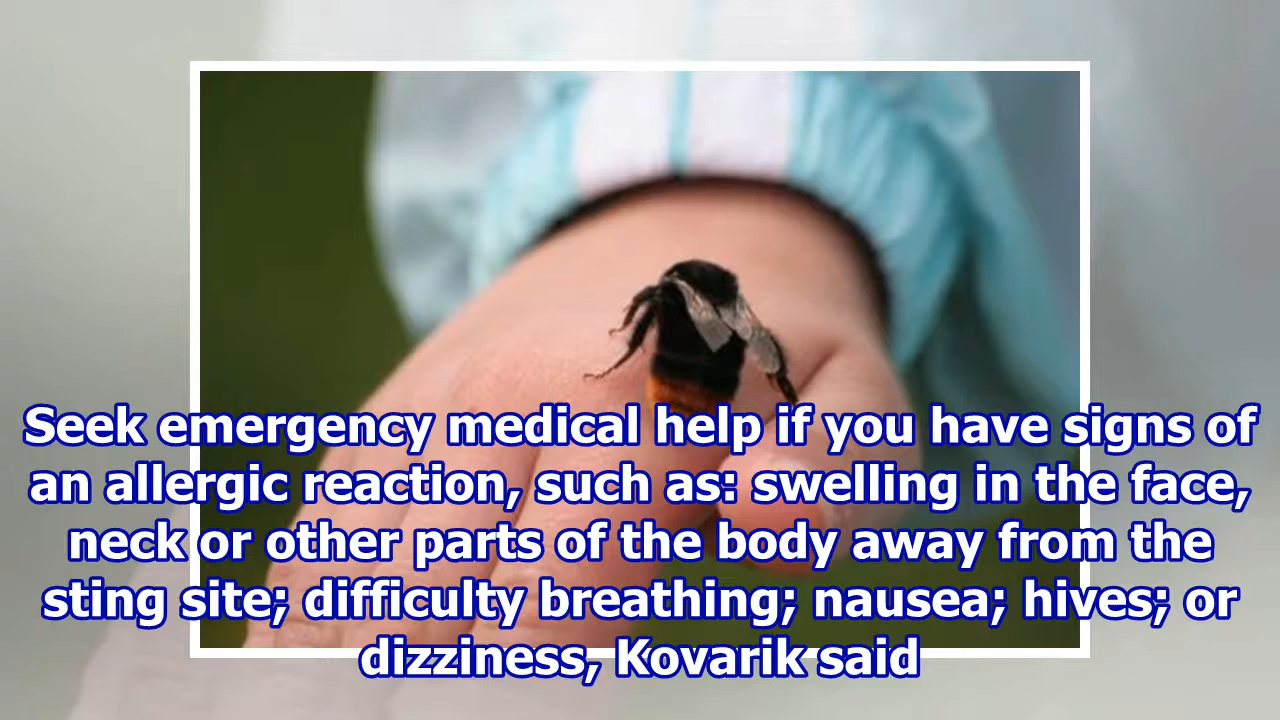 Seek emergency medical help if you have signs of
an allergic reaction, such as: swelling in the face,
neck or other parts of the body away from the
sting site; difficulty breathing; nausea; hives; or
dizziness, Kovarik said